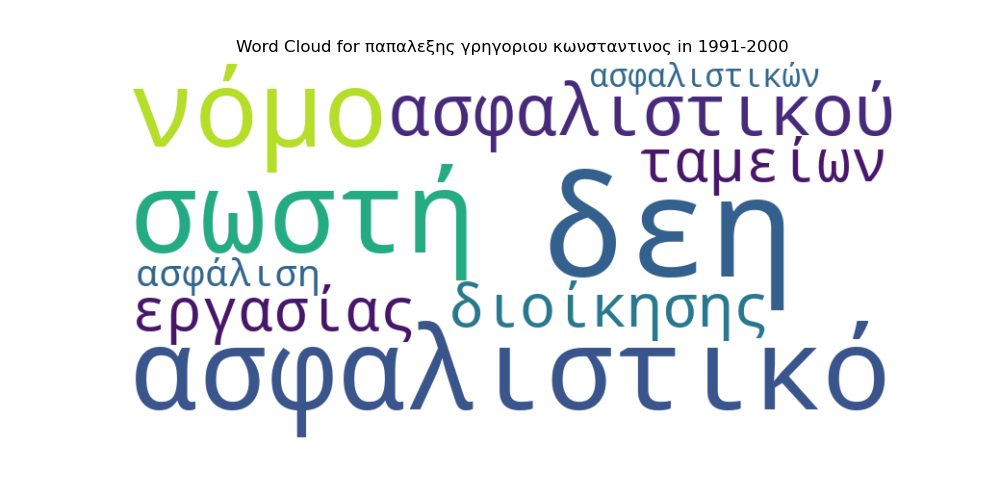 Word Cloud for παπαλεξης γρηγοριου κωνσταντινος in 1991-2000
ασφαλιστικών
νόμο ασφαλιστικού
ταμείων
σωστή δεη
ασφάλιση
εργασίας διοίκησης
ασφαλιστικό